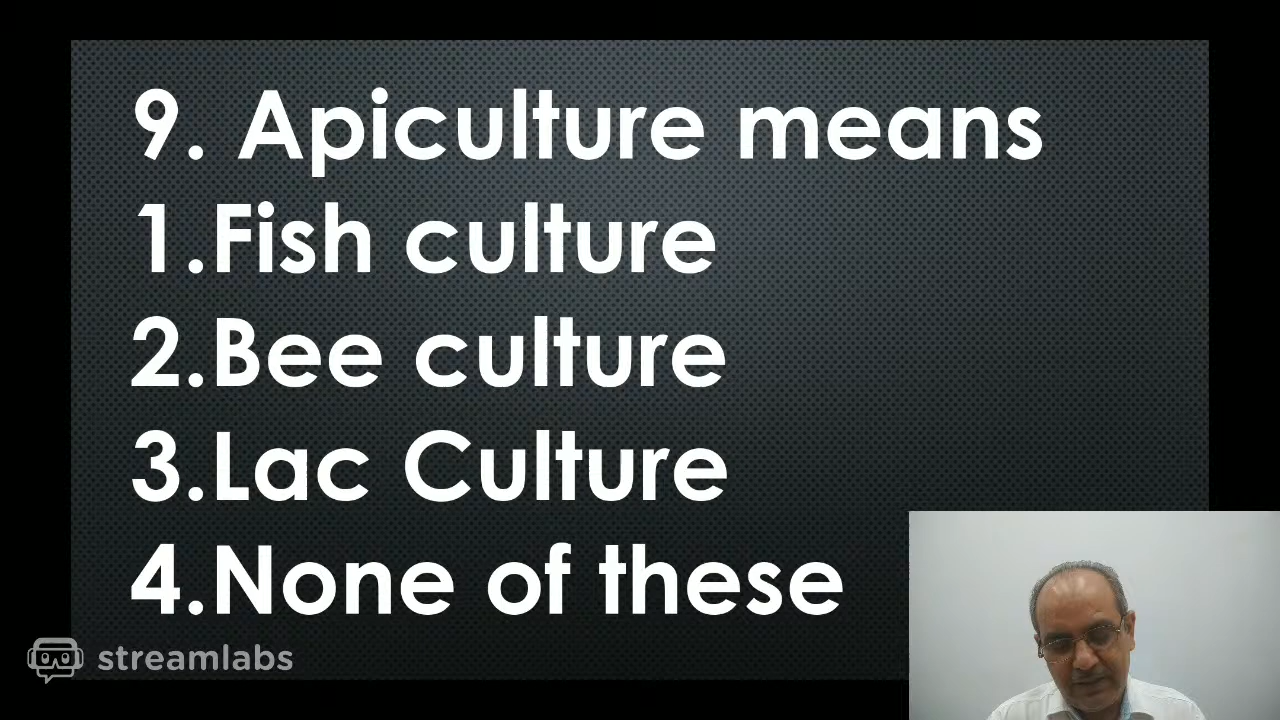 9. Apiculture means
1.Fish culture
2.Bee culture
3.Lac Culture
4.None of these
streamlabs